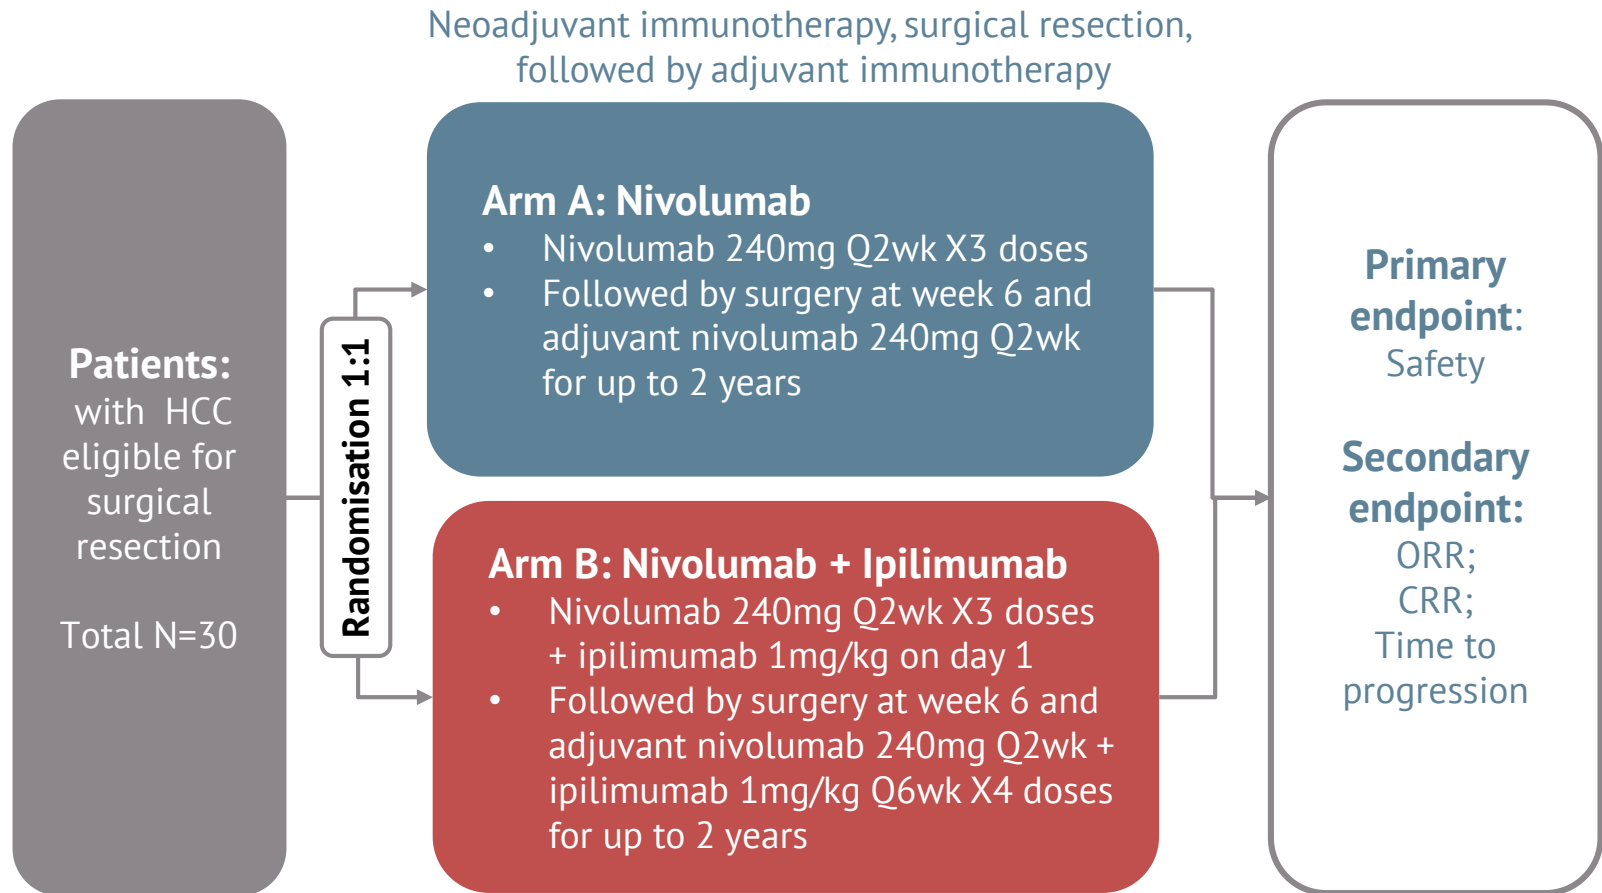 Neoadjuvant immunotherapy, surgical resection,
followed by adjuvant immunotherapy
Patients:
with HCC
eligible for
surgical
resection
Total N=30
Randomisation 1:1
Arm A: Nivolumab
• Nivolumab 240mg Q2wk X3 doses
• Followed by surgery at week 6 and
adjuvant nivolumab 240mg Q2wk
for up to 2 years
Arm B: Nivolumab + Ipilimumab
• Nivolumab 240mg Q2wk X3 doses
+ ipilimumab 1mg/kg on day 1
• Followed by surgery at week 6 and
adjuvant nivolumab 240mg Q2wk +
ipilimumab 1mg/kg Q6wk X4 doses
for up to 2 years
Primary
endpoint:
Safety
Secondary
endpoint:
ORR;
CRR;
Time to
progression